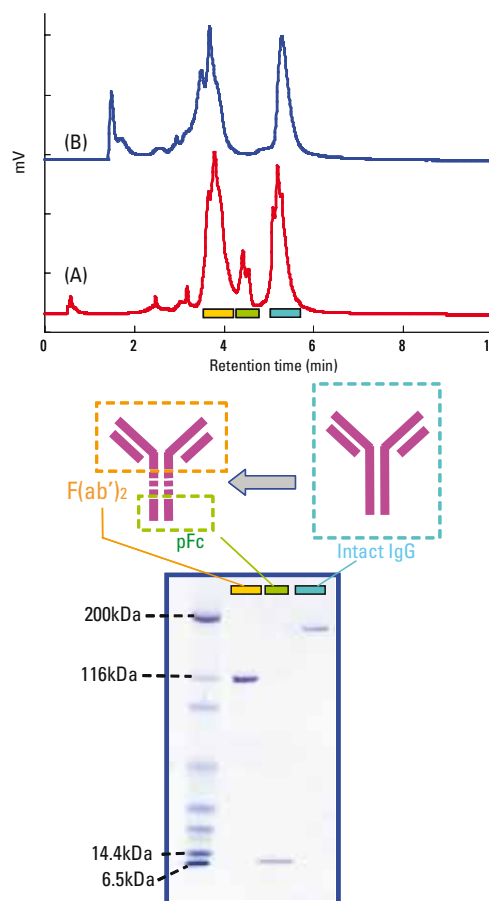 (B)
mV
(A)
0 2 4 6 8 1
Retention time (min)
F(ab')2
pFc
Intact IgG
200kDa
116kDa
14.4kDa
6.5kDa